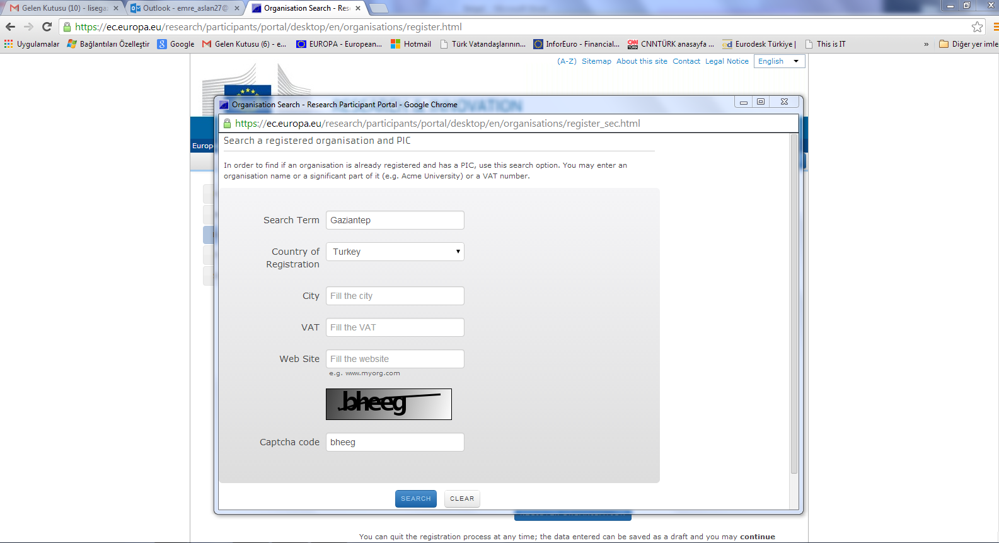 Gelen Kutusu (10) - lisega
Outlook - emre_aslan27@
Organisation Search - Res
https://ec.europa.eu/research/participants/portal/desktop/en/organisations/register.html
Uygulamalar Bağlantıları Özelleştir Google Gelen Kutusu (6) - e... EUROPA - European... Hotmail Türk Vatandaşlarının... InforEuro - Financial... CNNTÜRK anasayfa ... Eurodesk Türkiye | This is IT » Diğer yer imle
(A-Z) Sitemap About this site Contact Legal Notice English
Organisation Search - Research Participant Portal - Google Chrome
https://ec.europa.eu/research/participants/portal/desktop/en/organisations/register_sec.html
Europ
Search a registered organisation and PIC
In order to find if an organisation is already registered and has a PIC, use this search option. You may enter an
organisation name or a significant part of it (e.g. Acme University) or a VAT number.
Search Term Gaziantep
Country of Registration Turkey
City Fill the city
VAT Fill the VAT
Web Site Fill the website
e.g. www.myorg.com
bheeg
Captcha code bheeg
SEARCH CLEAR
You can quit the registration process at any time; the data entered can be saved as a draft and you may continue